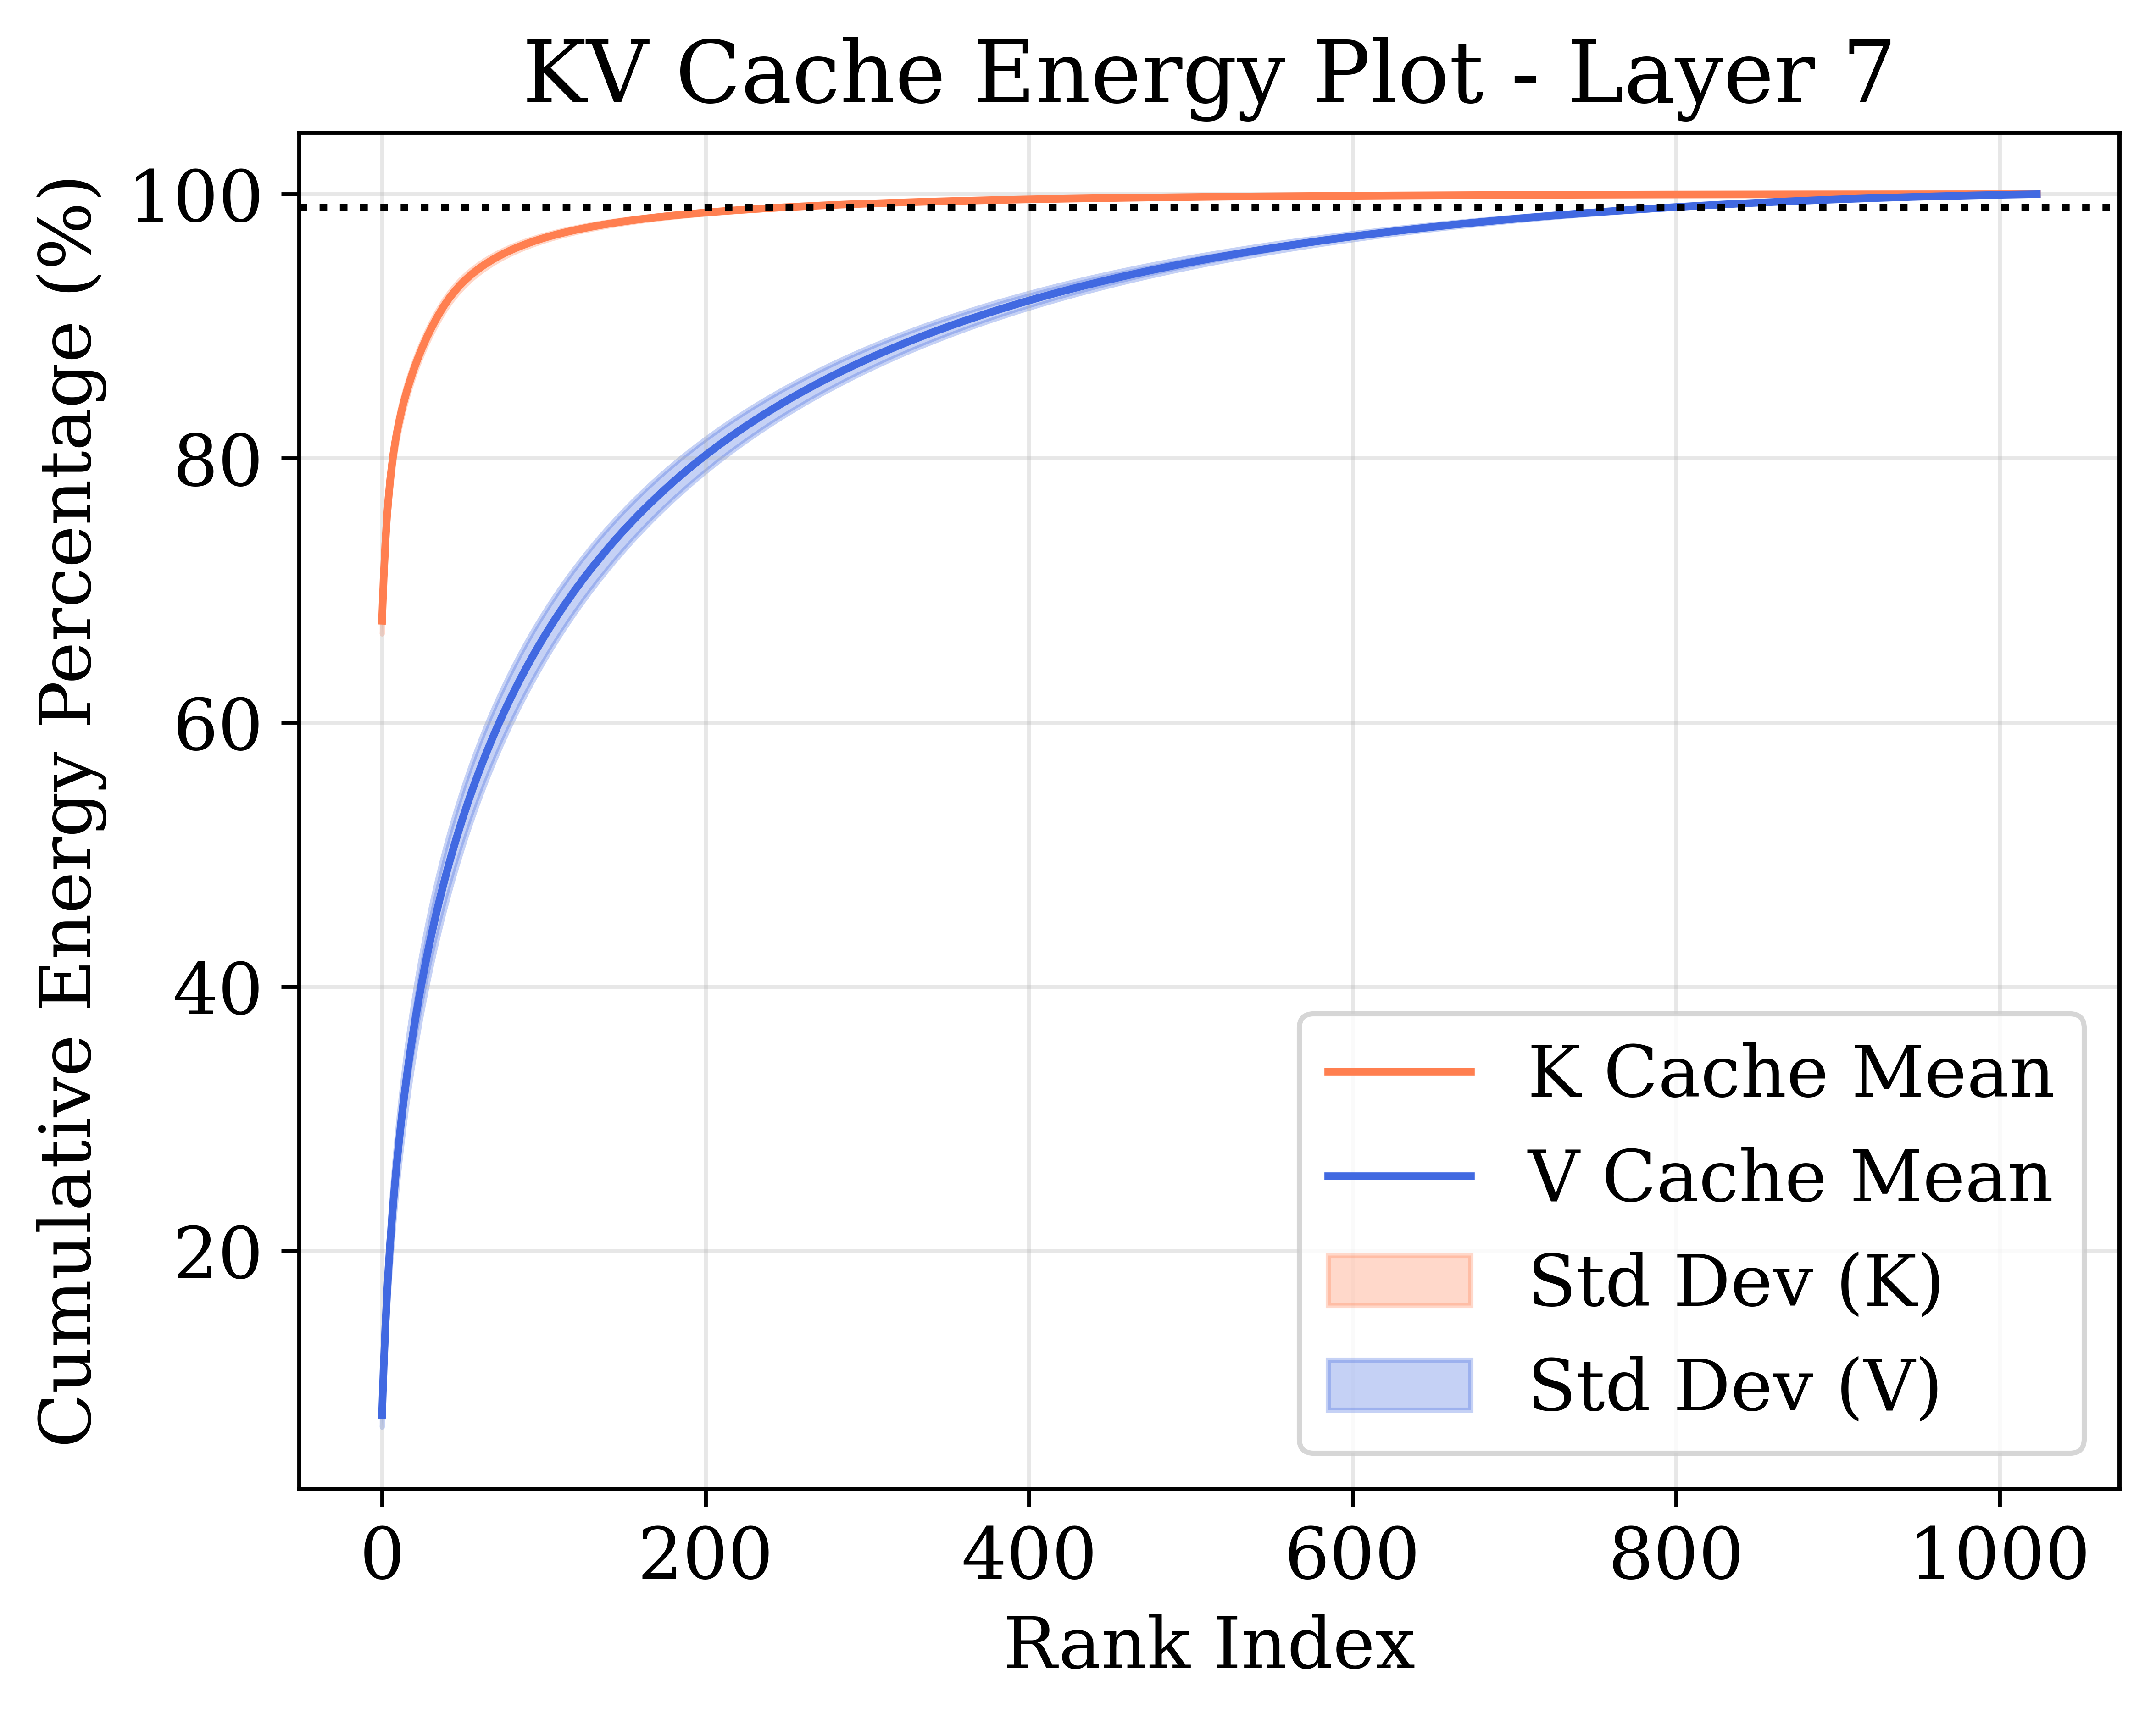 KV Cache Energy Plot - Layer 7
Cumulative Energy Percentage (%)
100
80
60
40
20
0
200
400
600
800
1000
Rank Index
K Cache Mean
V Cache Mean
Std Dev (K)
Std Dev (V)